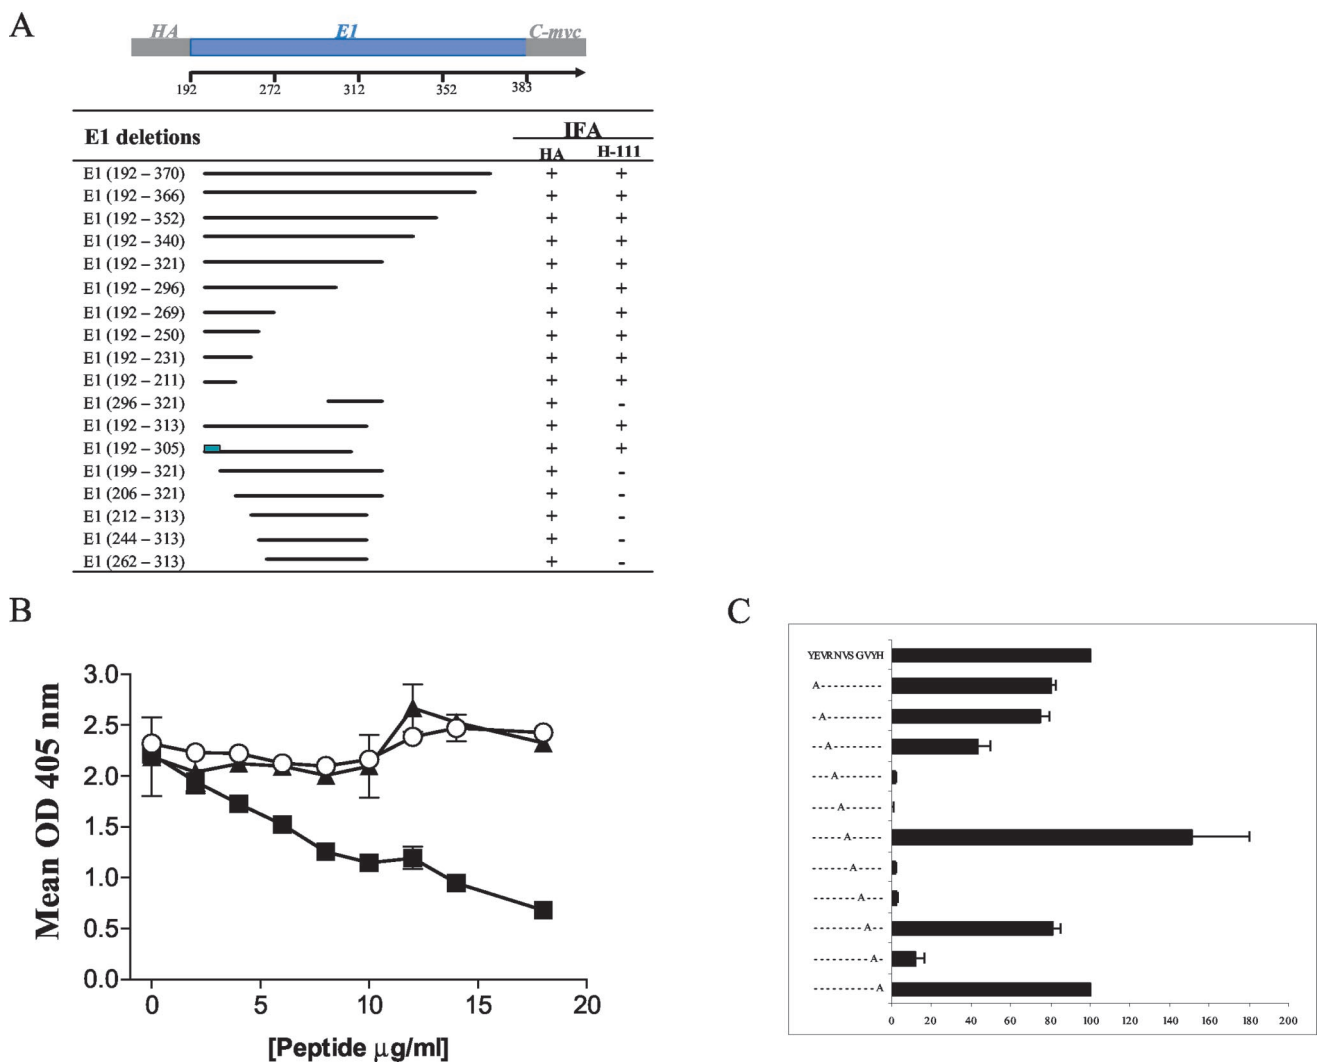 A
HA E1 C-myc
192 272 312 352 383
E1 deletions IFA
HA H-111
E1 (192 – 370) + +
E1 (192 – 366) + +
E1 (192 – 352) + +
E1 (192 – 340) + +
E1 (192 – 321) + +
E1 (192 – 296) + +
E1 (192 – 269) + +
E1 (192 – 250) + +
E1 (192 – 231) + +
E1 (192 – 211) + +
E1 (296 – 321) + -
E1 (192 – 313) + +
E1 (192 – 305) + +
E1 (199 – 321) + -
E1 (206 – 321) + -
E1 (212 – 313) + -
E1 (244 – 313) + -
E1 (262 – 313) + -
B
Mean OD 405 nm
3.0
2.5
2.0
1.5
1.0
0.5
0.0
0 5 10 15 20
[Peptide µg/ml]
C
YEVRNVSGVYH
A----------
-A---------
--A--------
---A-------
----A------
-----A-----
------A----
-------A---
--------A--
---------A-
----------A
0 20 40 60 80 100 120 140 160 180 200